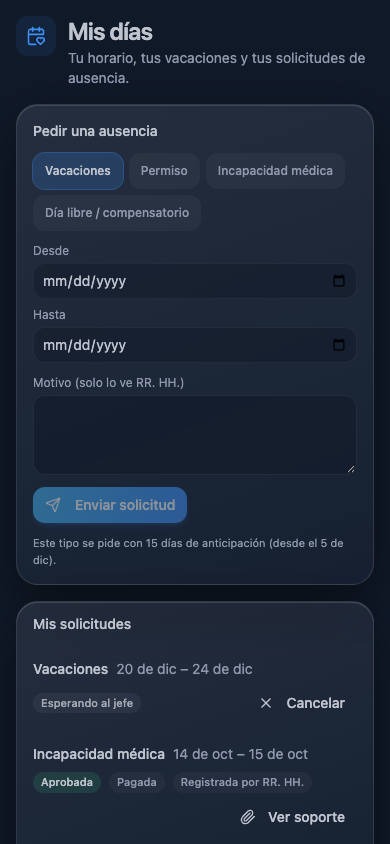 Mis días
Tu horario, tus vacaciones y tus solicitudes de
ausencia.
Pedir una ausencia
Vacaciones
Permiso
Incapacidad médica
Día libre / compensatorio
Desde
mm/dd/yyyy
Hasta
mm/dd/yyyy
Motivo (solo lo ve RR. HH.)
Enviar solicitud
Este tipo se pide con 15 días de anticipación (desde el 5 de
dic).
Mis solicitudes
Vacaciones 20 de dic – 24 de dic
Esperando al jefe
Cancelar
Incapacidad médica 14 de oct – 15 de oct
Aprobada
Pagada
Registrada por RR. HH.
Ver soporte